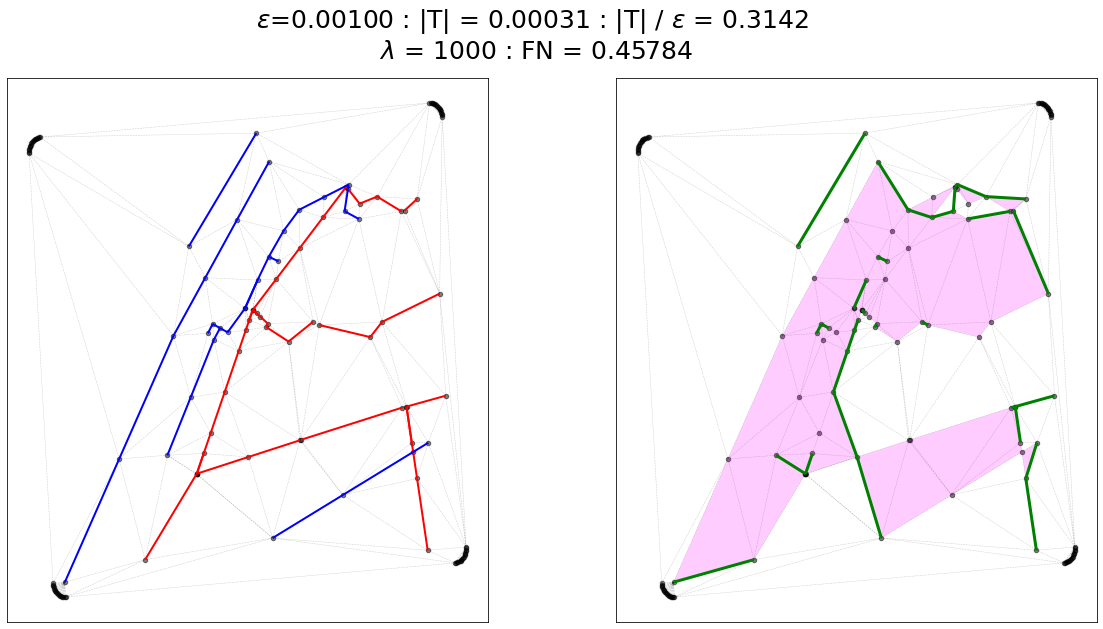 ε=0.00100 : |T| = 0.00031 : |T| / ε = 0.3142
λ = 1000 : FN = 0.45784